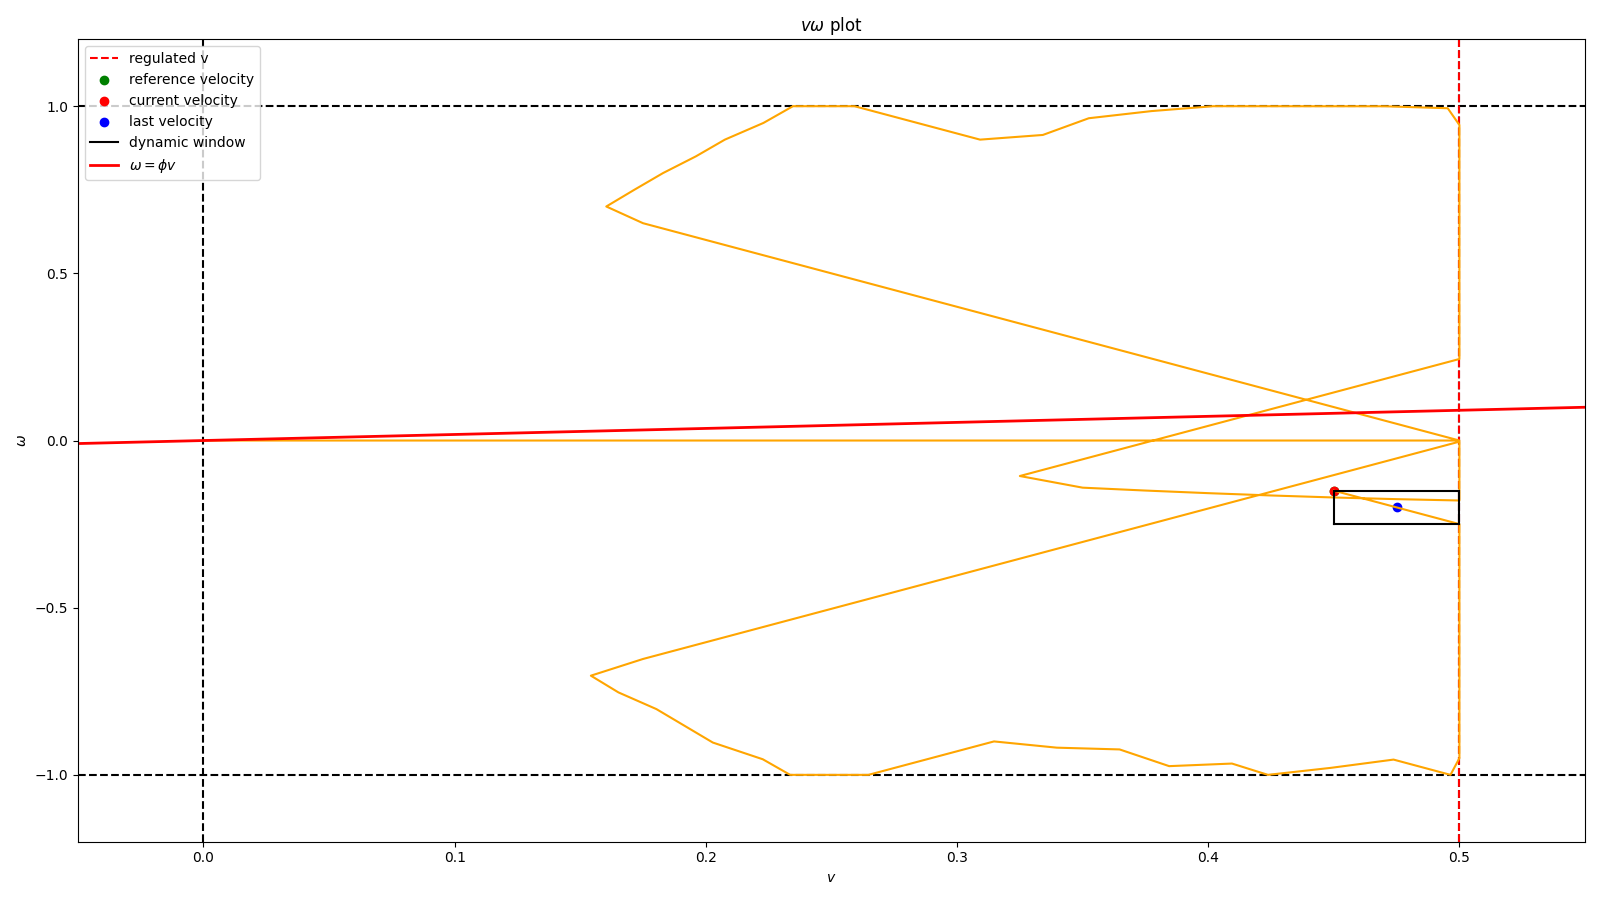 vω plot
regulated v
reference velocity
current velocity
last velocity
dynamic window
ω = ϕv
1.0
0.5
0.0
−0.5
−1.0
ω
0.0 0.1 0.2 0.3 0.4 0.5
v